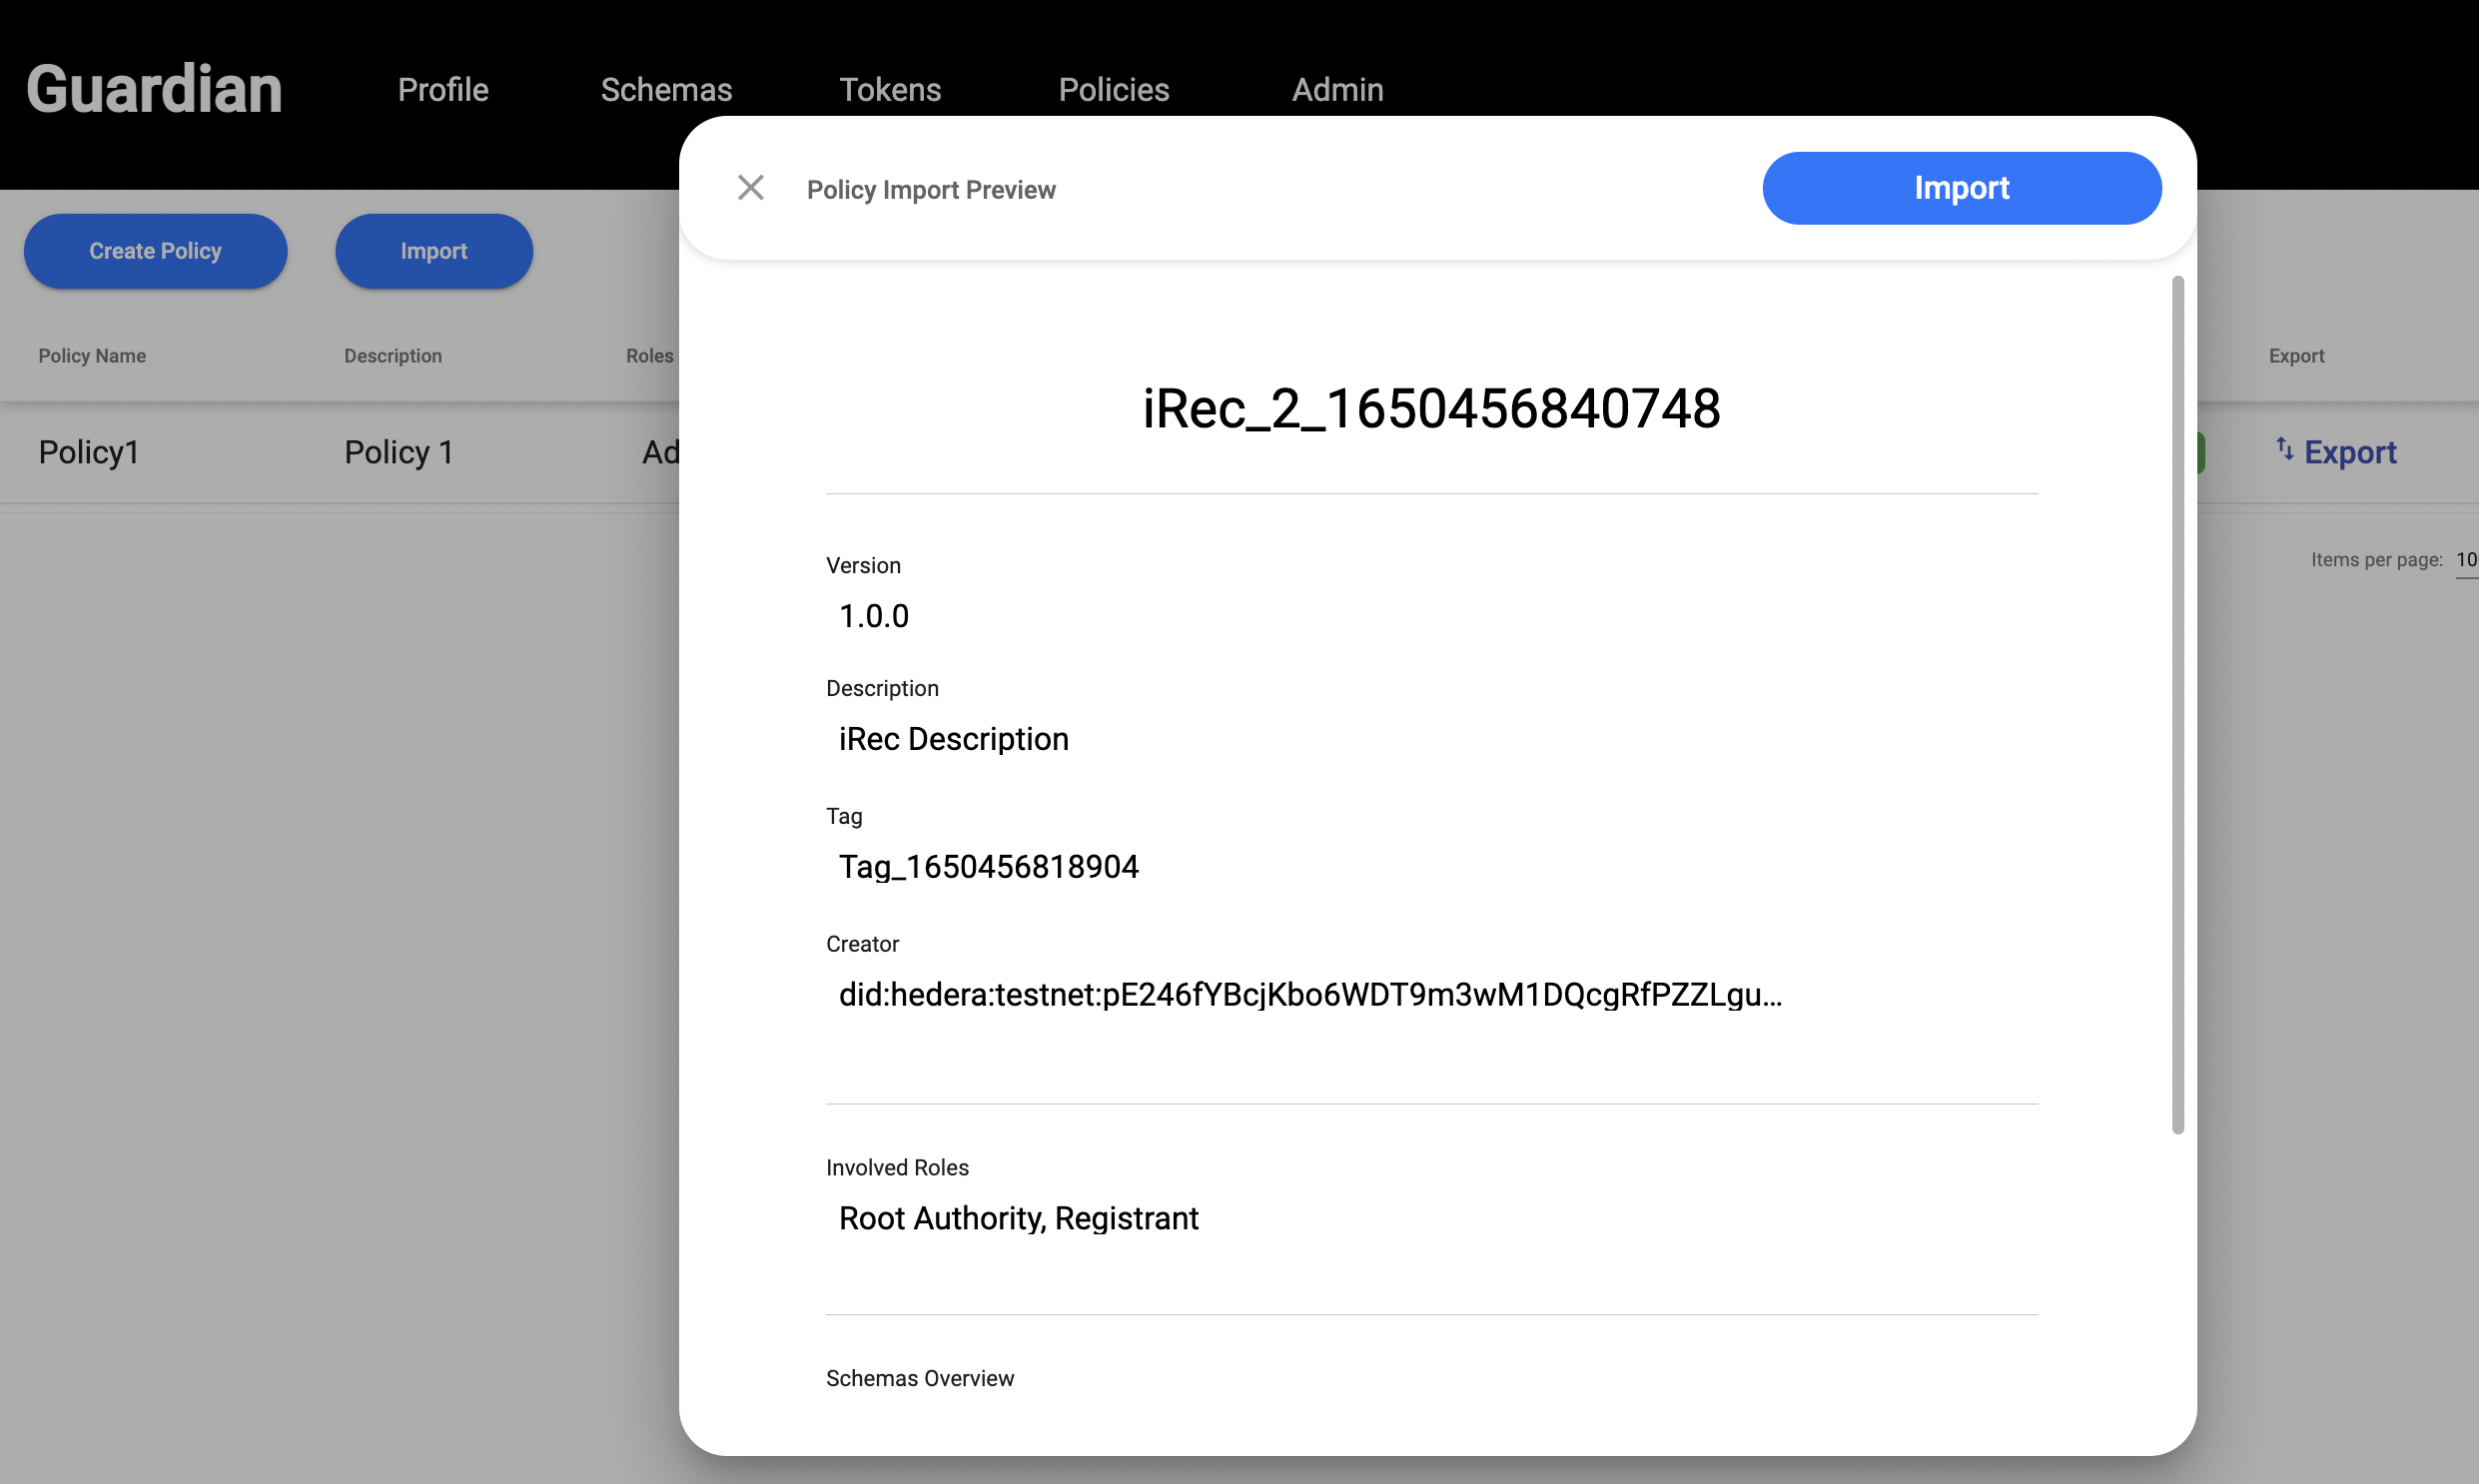 Guardian Profile Schemas Tokens Policies Admin
Create Policy Import
Policy Name Description Roles Export
Policy1 Policy 1 Ad Export
Items per page: 10
Policy Import Preview Import
iRec_2_1650456840748
Version
1.0.0
Description
iRec Description
Tag
Tag_1650456818904
Creator
did:hedera:testnet:pE246fYBcjKbo6WDT9m3wM1DQcgRfPZZLgu...
Involved Roles
Root Authority, Registrant
Schemas Overview